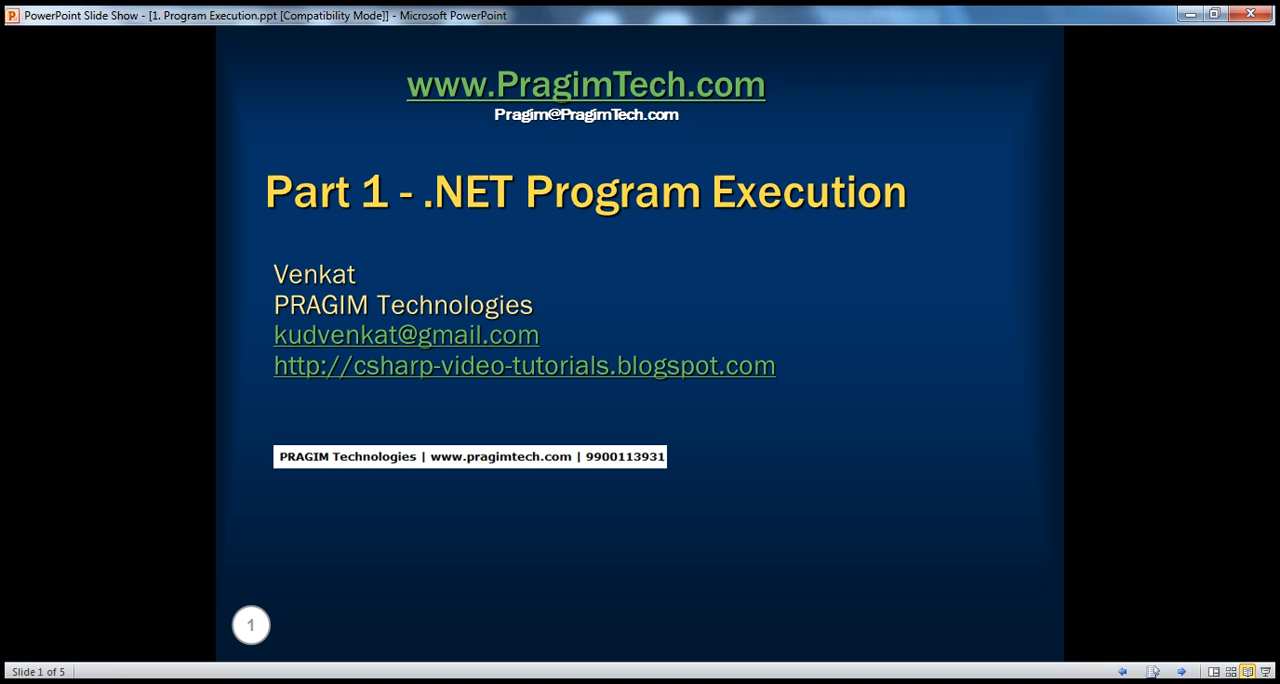 PowerPoint Slide Show - [1. Program Execution.ppt [Compatibility Mode]] - Microsoft PowerPoint
www.PragimTech.com
Pragim@PragimTech.com
Part 1 - .NET Program Execution
Venkat
PRAGIM Technologies
kudvenkat@gmail.com
http://csharp-video-tutorials.blogspot.com
PRAGIM Technologies | www.pragimtech.com | 9900113931
1
Slide 1 of 5